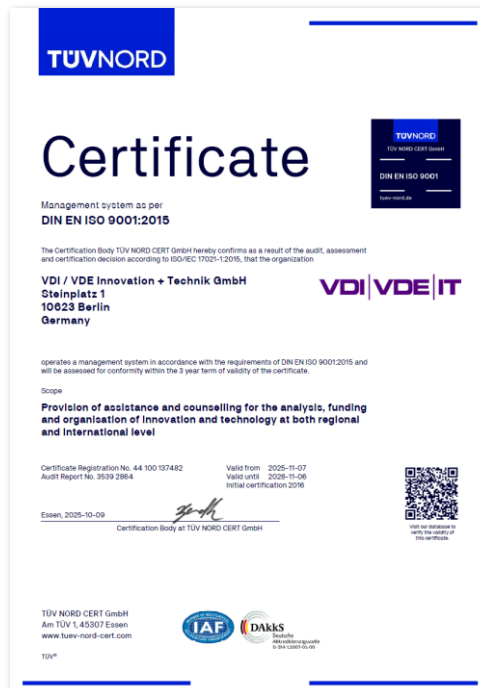 TÜVNORD
Certificate
TÜVNORD
TÜV NORD CERT GmbH
DIN EN ISO 9001
tuev-nord.de
Management system as per
DIN EN ISO 9001:2015
The Certification Body TÜV NORD CERT GmbH hereby confirms as a result of the audit, assessment
and certification decision according to ISO/IEC 17021-1:2015, that the organization
VDI / VDE Innovation + Technik GmbH
Steinplatz 1
10623 Berlin
Germany
VDI|VDE|IT
operates a management system in accordance with the requirements of DIN EN ISO 9001:2015 and
will be assessed for conformity within the 3 year term of validity of the certificate.
Scope
Provision of assistance and counselling for the analysis, funding
and organisation of innovation and technology at both regional
and international level
Certificate Registration No. 44 100 137482
Audit Report No. 3539 2864
Valid from 2025-11-07
Valid until 2028-11-06
Initial certification 2016
Essen, 2025-10-09
Certification Body at TÜV NORD CERT GmbH
Visit our database to
verify the validity of
this certificate.
TÜV NORD CERT GmbH
Am TÜV 1, 45307 Essen
www.tuev-nord-cert.com
TÜV®
IAF
DAkkS
Deutsche
Akkreditierungsstelle
D-ZM-12007-01-00